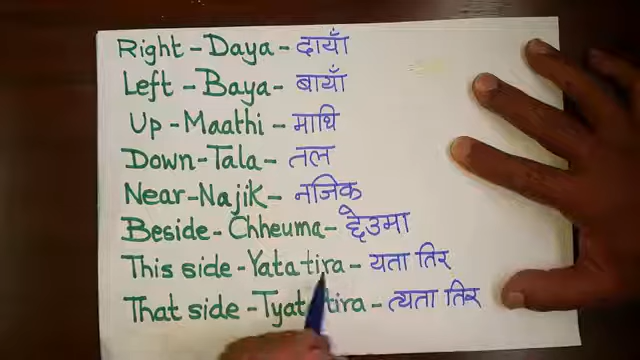 Right - Daya - दायाँ
Left - Baya - बायाँ
Up - Maathi - माथि
Down - Tala - तल
Near - Najik - नजिक
Beside - Chheuma - छेउमा
This side - Yata tira - यता तिर
That side - Tyata tira - त्यता तिर